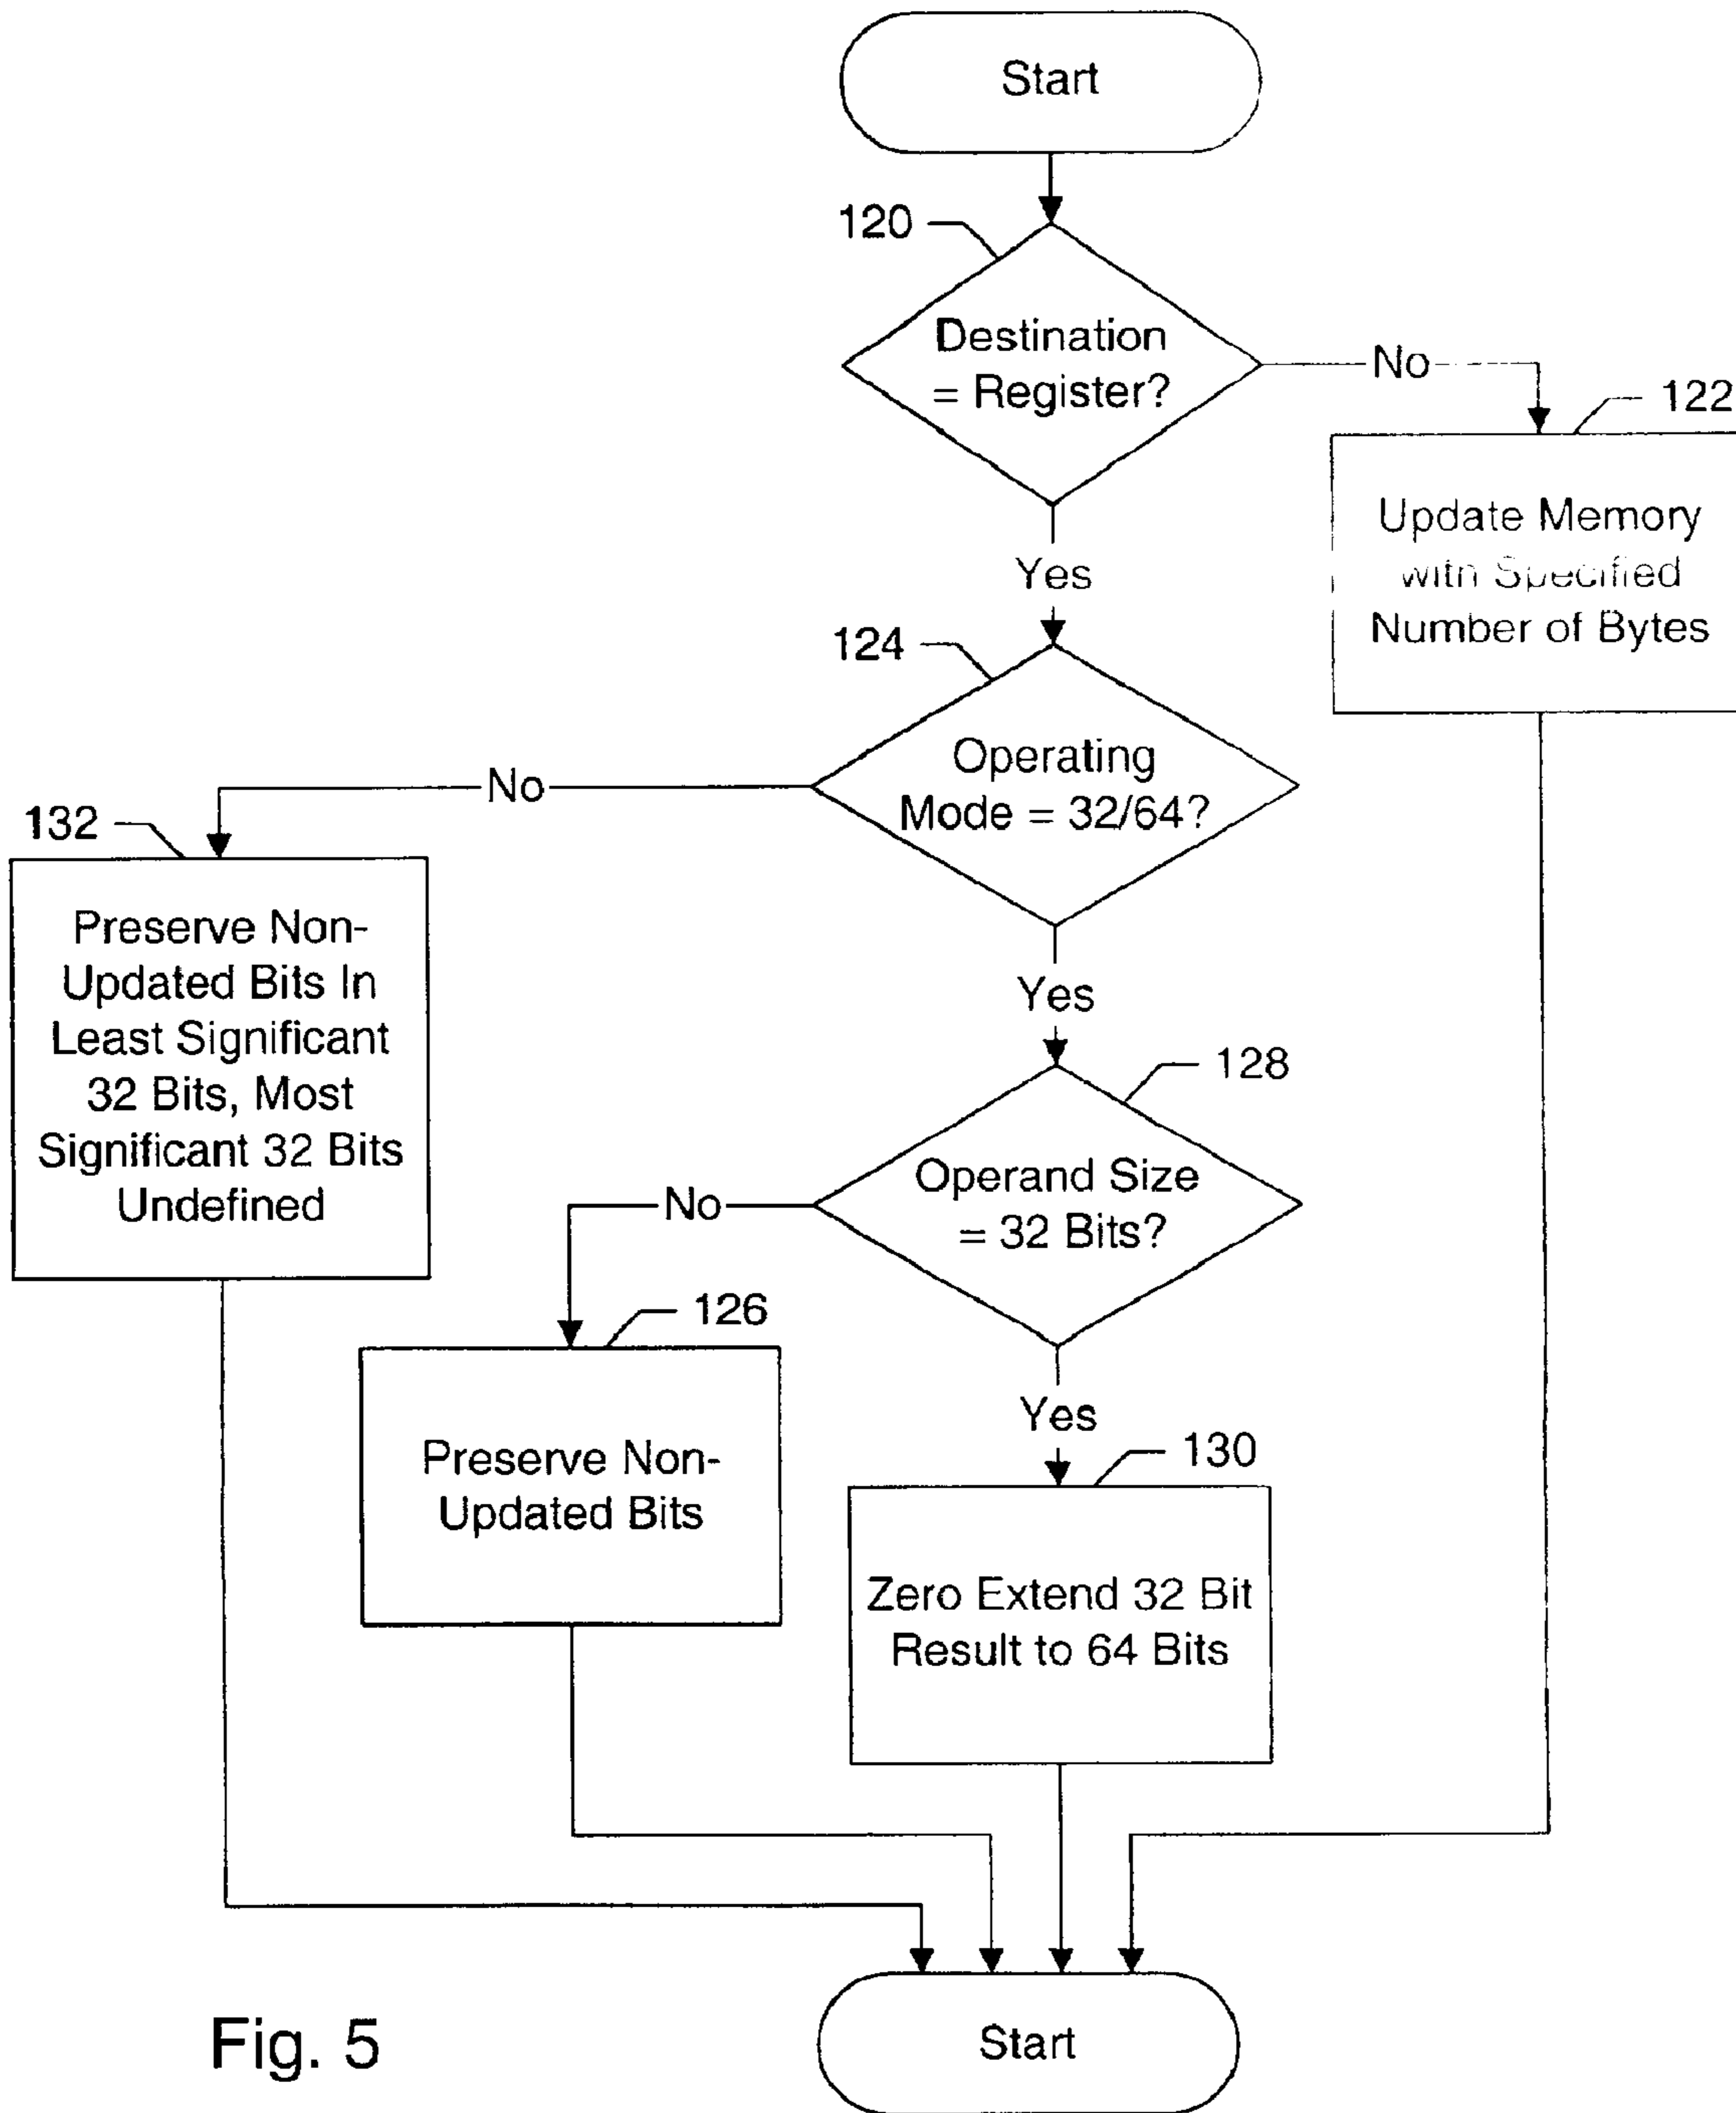 Start
120
Destination
= Register?
No
122
Update Memory
with Specified
Number of Bytes
Yes
124
Operating
Mode = 32/64?
No
132
Preserve Non-
Updated Bits In
Least Significant
32 Bits, Most
Significant 32 Bits
Undefined
Yes
128
Operand Size
= 32 Bits?
No
126
Preserve Non-
Updated Bits
Yes
130
Zero Extend 32 Bit
Result to 64 Bits
Start
Fig. 5